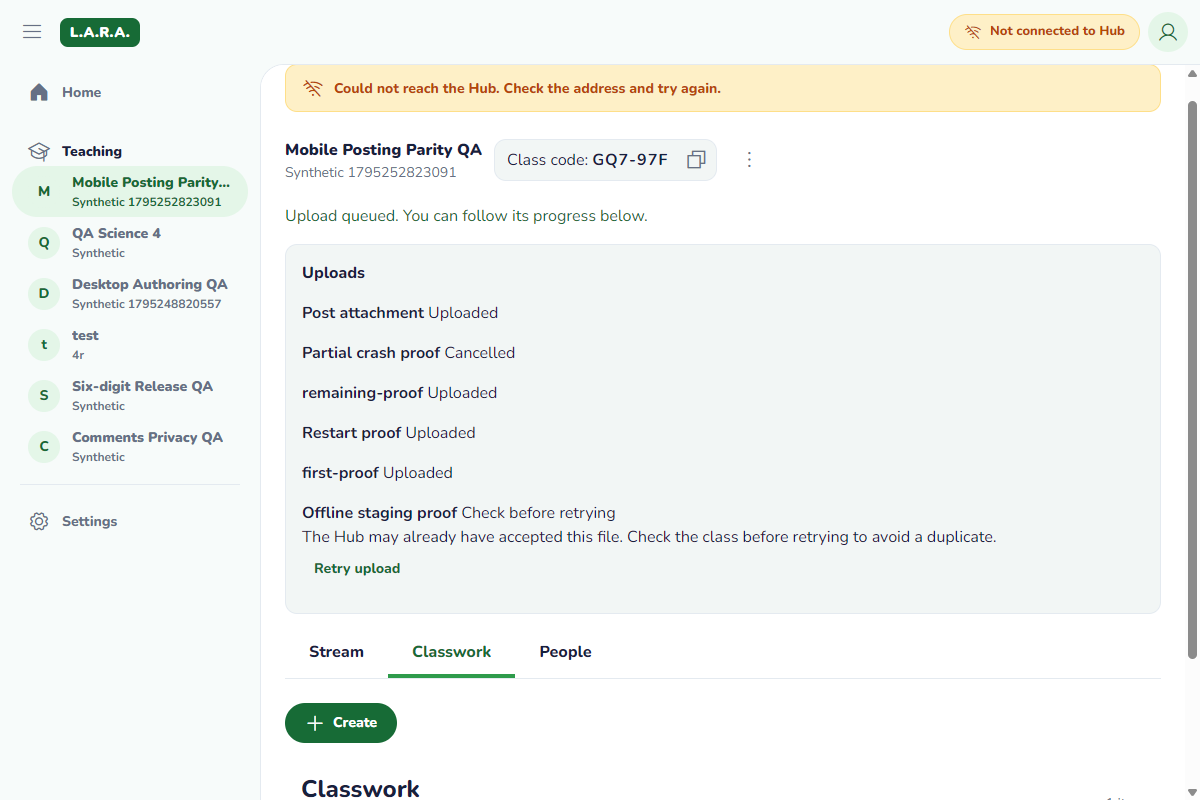 L.A.R.A.
Not connected to Hub
Home
Teaching
M
Mobile Posting Parity...
Synthetic 1795252823091
Q
QA Science 4
Synthetic
D
Desktop Authoring QA
Synthetic 1795248820557
t
test
4r
S
Six-digit Release QA
Synthetic
C
Comments Privacy QA
Synthetic
Settings
Could not reach the Hub. Check the address and try again.
Mobile Posting Parity QA
Synthetic 1795252823091
Class code: GQ7-97F
Upload queued. You can follow its progress below.
Uploads
Post attachment Uploaded
Partial crash proof Cancelled
remaining-proof Uploaded
Restart proof Uploaded
first-proof Uploaded
Offline staging proof Check before retrying
The Hub may already have accepted this file. Check the class before retrying to avoid a duplicate.
Retry upload
Stream
Classwork
People
Create
Classwork